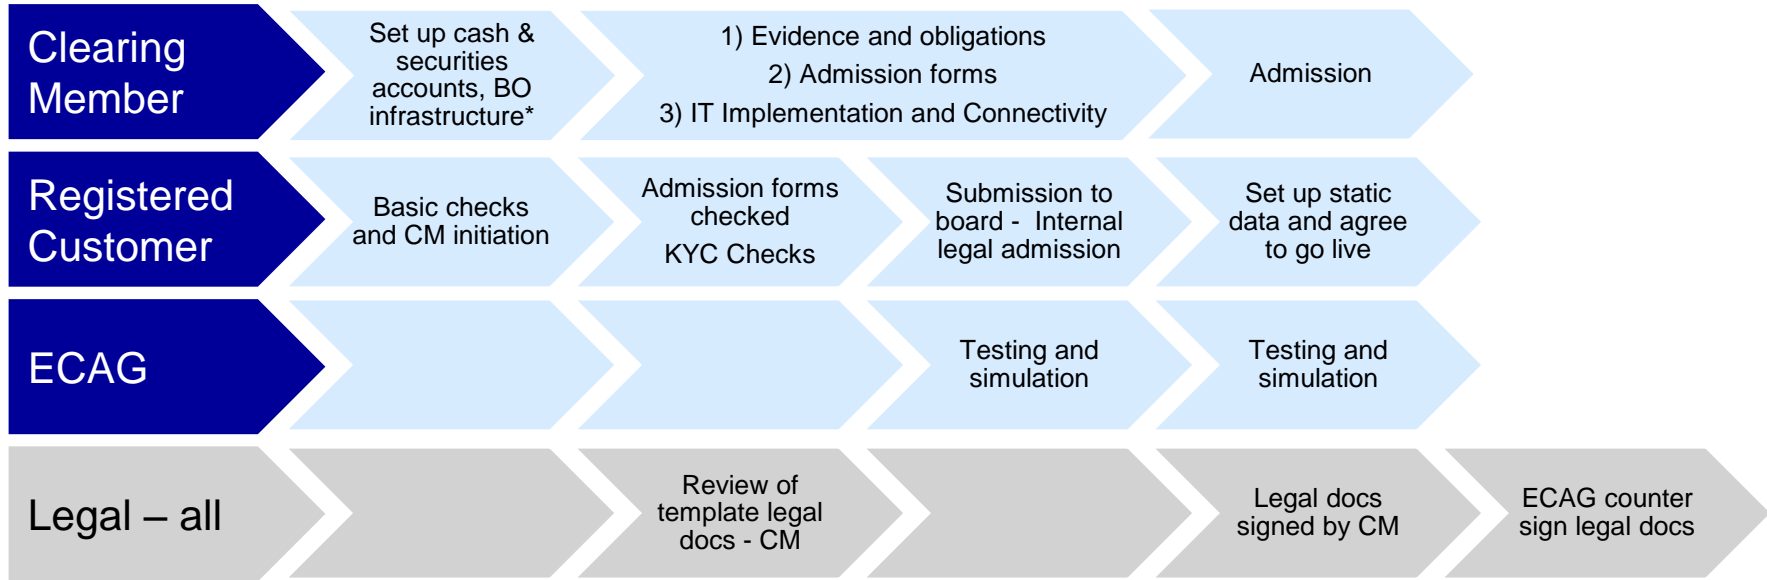 Clearing
Member
Set up cash &
securities
accounts, BO
infrastructure*
1) Evidence and obligations
2) Admission forms
3) IT Implementation and Connectivity
Admission
Registered
Customer
Basic checks
and CM initiation
Admission forms
checked
KYC Checks
Submission to
board - Internal
legal admission
Set up static
data and agree
to go live
ECAG
Testing and
simulation
Testing and
simulation
Legal – all
Review of
template legal
docs - CM
Legal docs
signed by CM
ECAG counter
sign legal docs